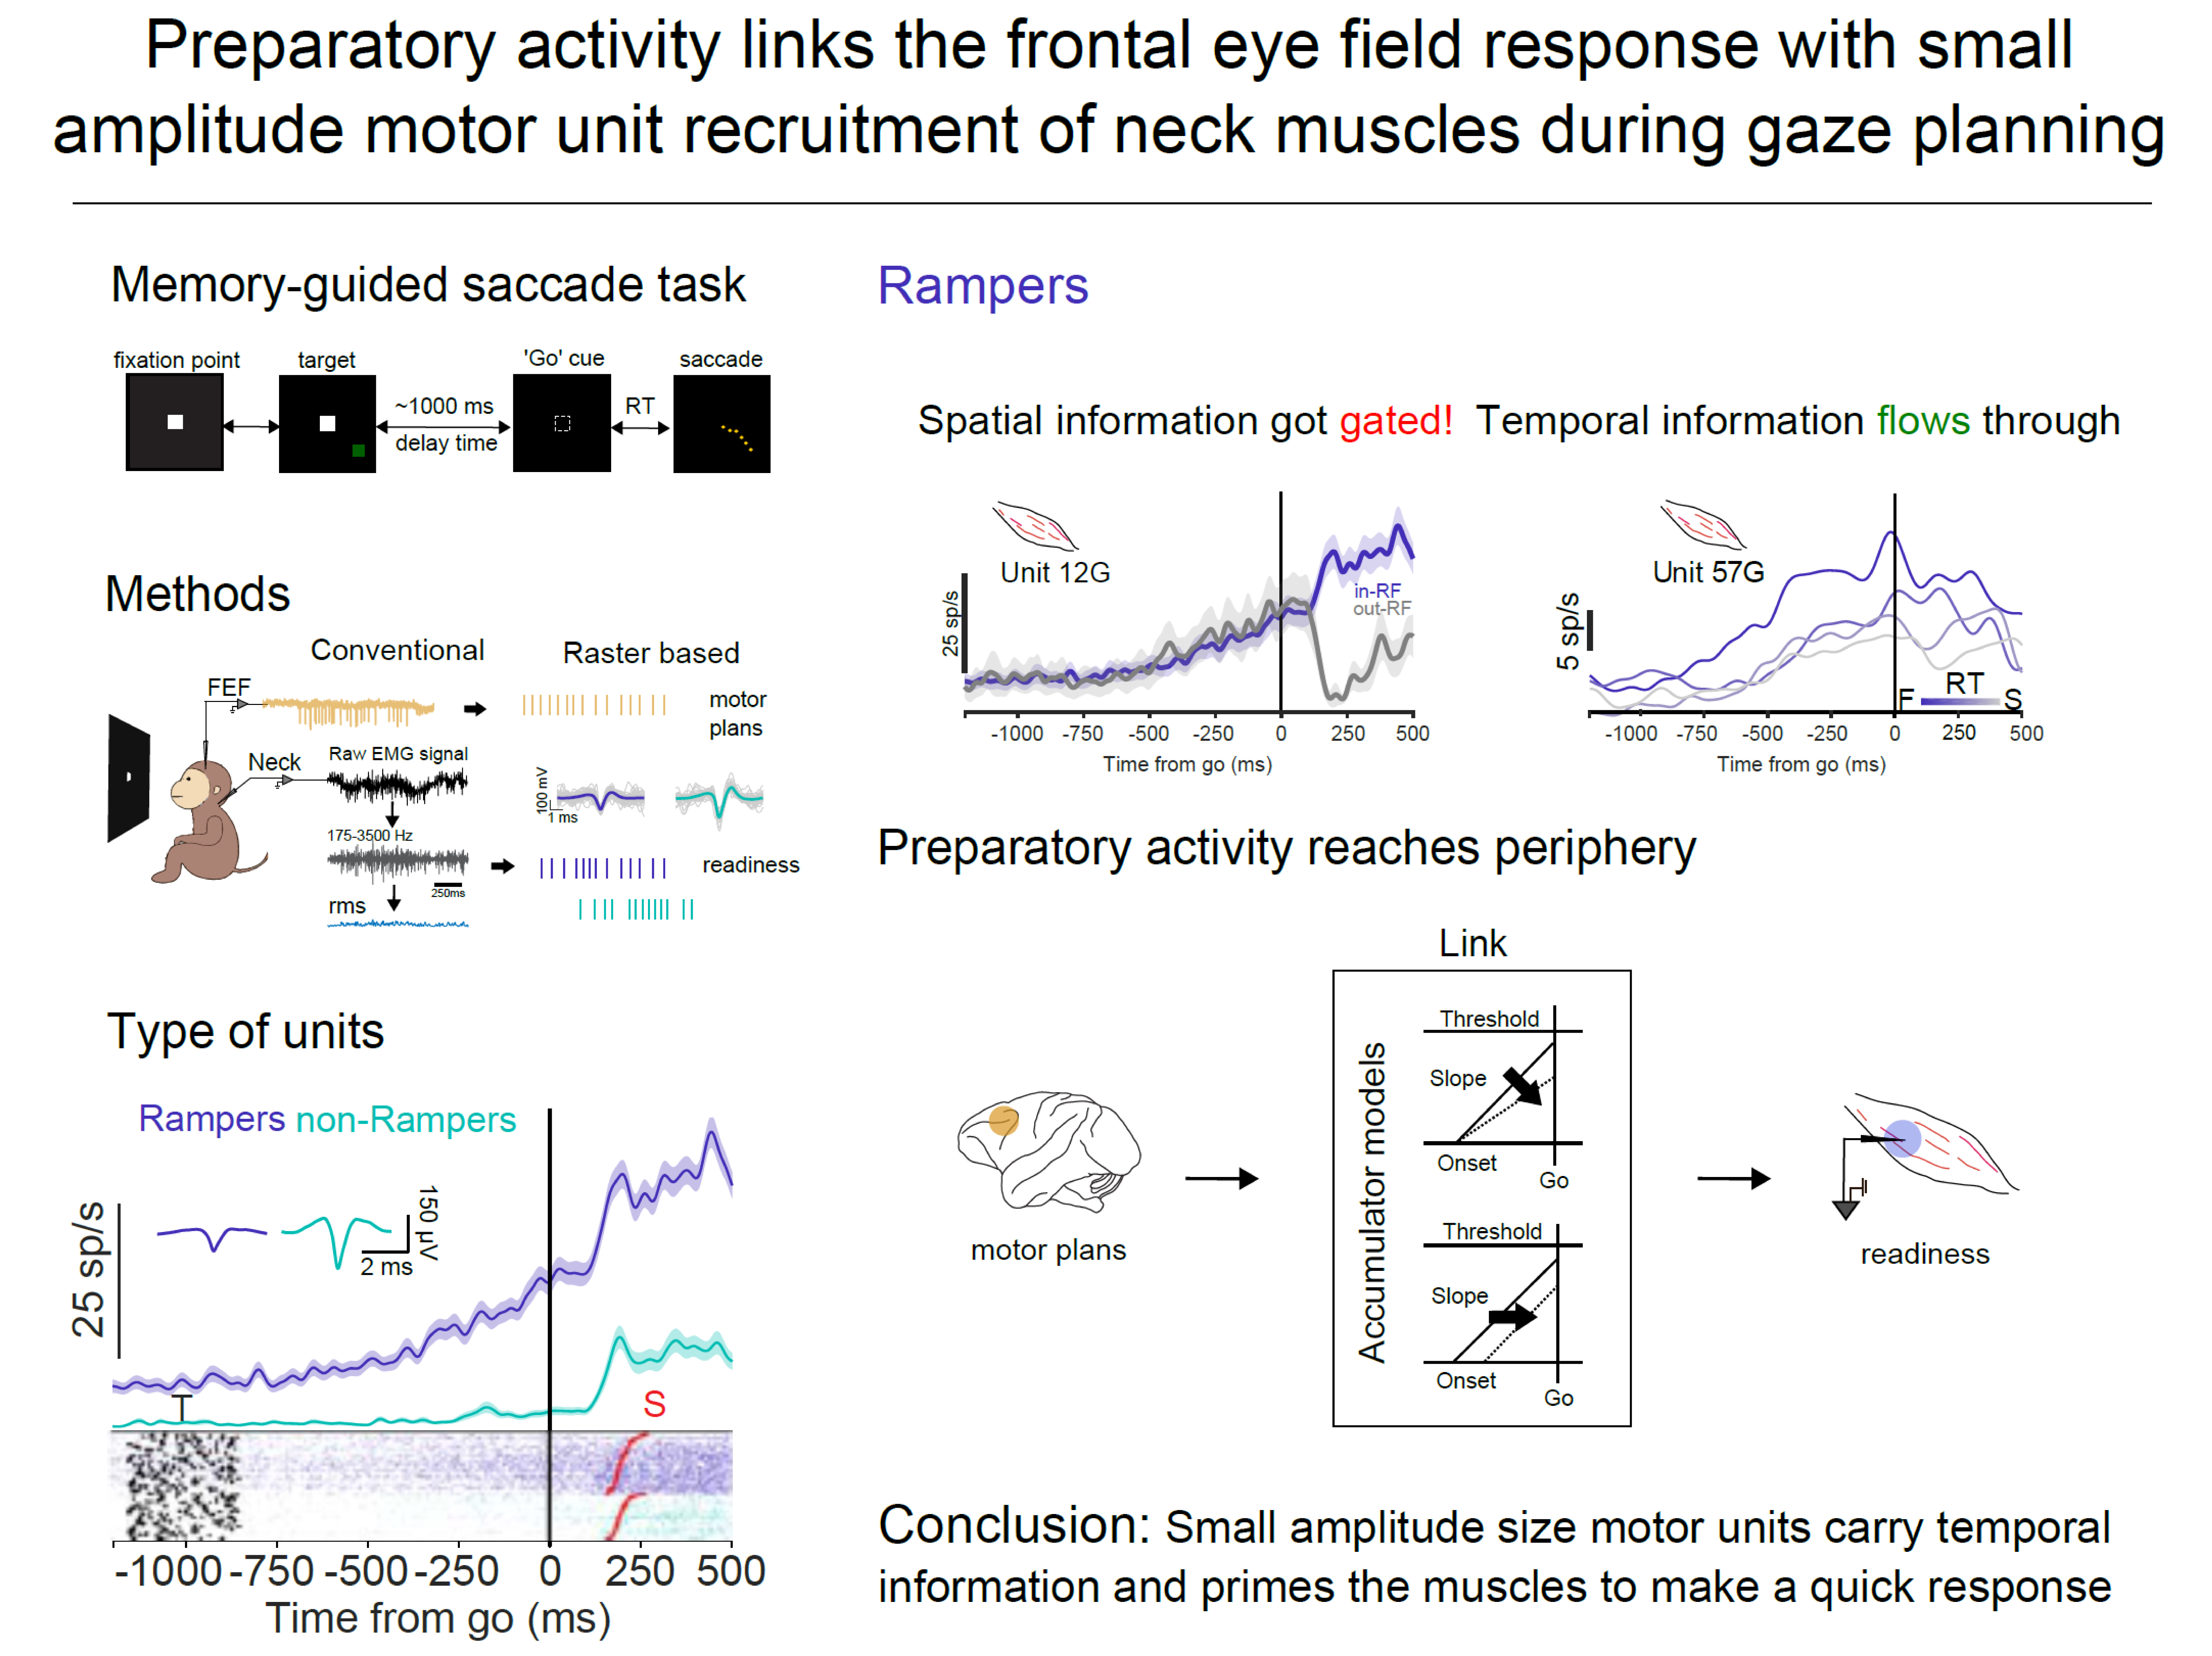 Preparatory activity links the frontal eye field response with small
amplitude motor unit recruitment of neck muscles during gaze planning
Memory-guided saccade task
fixation point
target
~1000 ms
delay time
'Go' cue
RT
saccade
Methods
Conventional
Raster based
FEF
motor
plans
Neck
Raw EMG signal
100 mV
1 ms
175-3500 Hz
250ms
readiness
rms
Type of units
Rampers non-Rampers
25 sp/s
150 µV
2 ms
T
S
-1000 -750 -500 -250 0 250 500
Time from go (ms)
Rampers
Spatial information got gated!
Unit 12G
25 sp/s
in-RF
out-RF
-1000 -750 -500 -250 0 250 500
Time from go (ms)
Temporal information flows through
Unit 57G
5 sp/s
F RT S
-1000 -750 -500 -250 0 250 500
Time from go (ms)
Preparatory activity reaches periphery
Link
motor plans
Accumulator models
Threshold
Slope
Onset
Go
Threshold
Slope
Onset
Go
readiness
Conclusion: Small amplitude size motor units carry temporal
information and primes the muscles to make a quick response